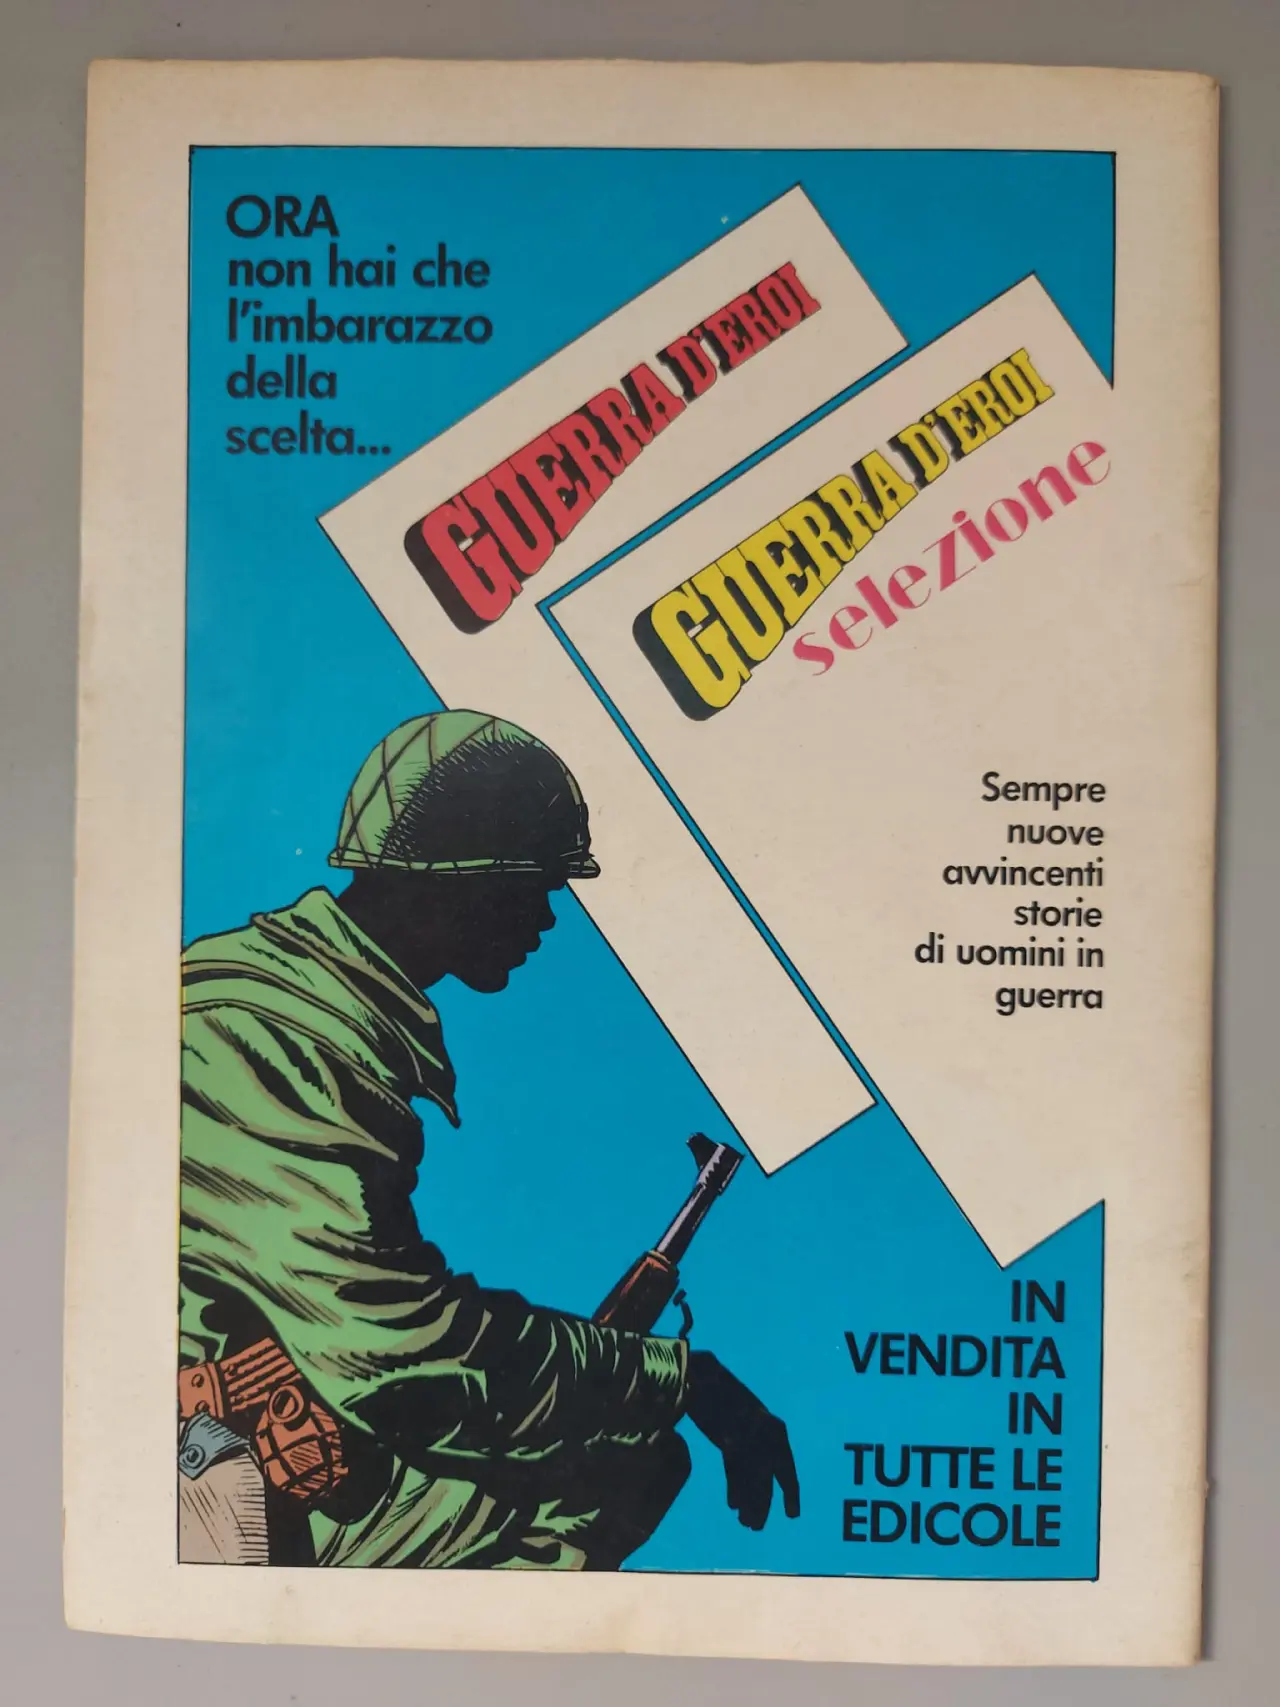 ORA
non hai che
l'imbarazzo
della
scelta...
GUERRA D'EROI
GUERRA D'EROI
selezione
Sempre
nuove
avvincenti
storie
di uomini in
guerra
IN
VENDITA
IN
TUTTE LE
EDICOLE